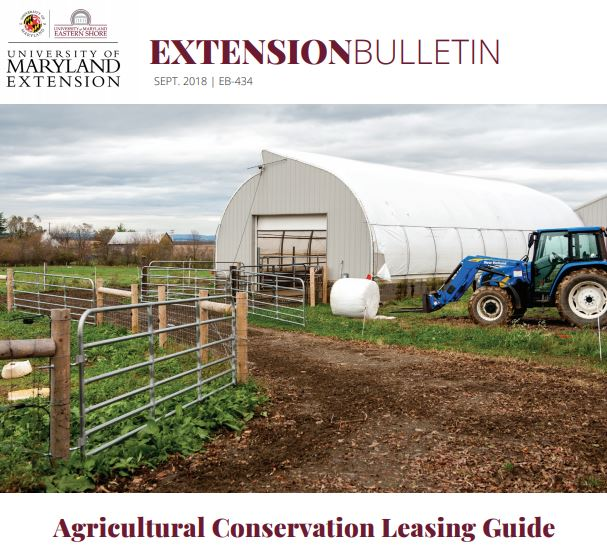 UNIVERSITY OF MARYLAND
EASTERN SHORE
UNIVERSITY OF
MARYLAND
EXTENSION
EXTENSIONBULLETIN
SEPT. 2018 | EB-434
Agricultural Conservation Leasing Guide